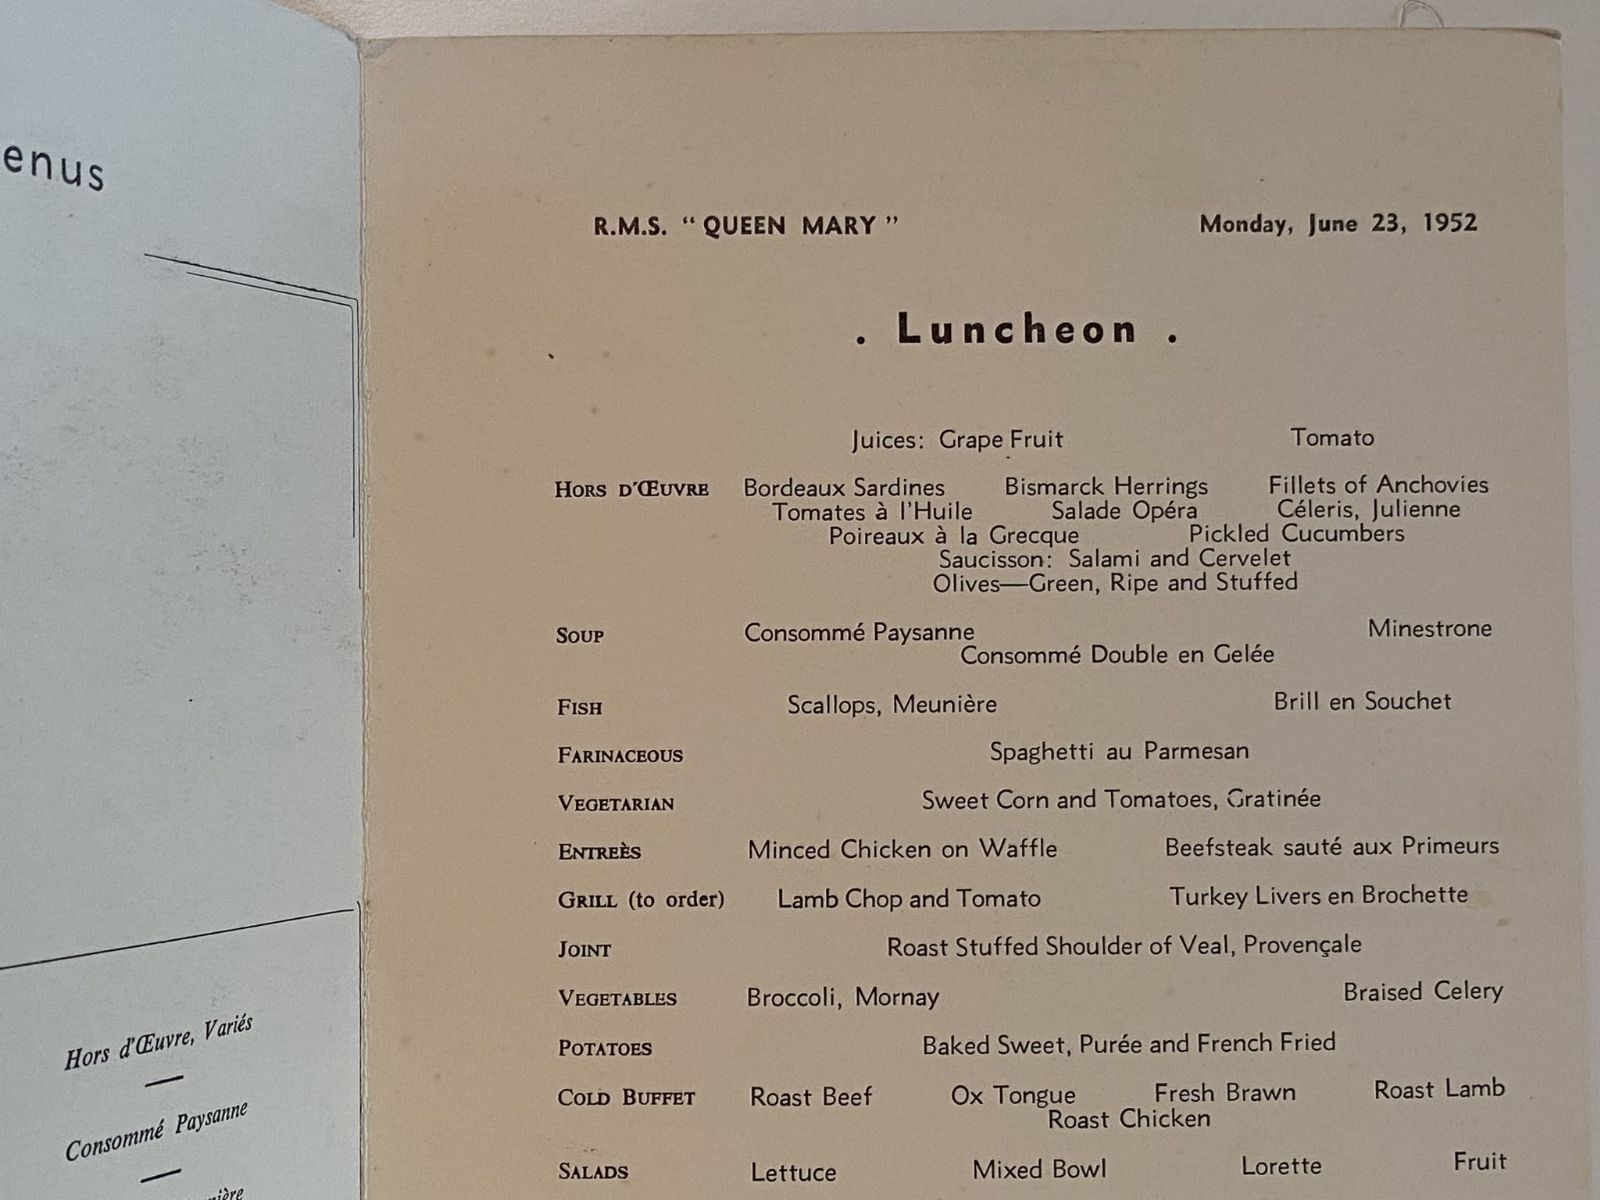 enus
Hors d'Œuvre, Variés
Consommé Paysanne
R.M.S. “ QUEEN MARY ” Monday, June 23, 1952
. Luncheon .
Juices: Grape Fruit Tomato
HORS D'ŒUVRE Bordeaux Sardines Bismarck Herrings Fillets of Anchovies
Tomates à l'Huile Salade Opéra Céleris, Julienne
Poireaux à la Grecque Pickled Cucumbers
Saucisson: Salami and Cervelet
Olives—Green, Ripe and Stuffed
SOUP Consommé Paysanne Minestrone
Consommé Double en Gelée
FISH Scallops, Meunière Brill en Souchet
FARINACEOUS Spaghetti au Parmesan
VEGETARIAN Sweet Corn and Tomatoes, Gratinée
ENTREÈS Minced Chicken on Waffle Beefsteak sauté aux Primeurs
GRILL (to order) Lamb Chop and Tomato Turkey Livers en Brochette
JOINT Roast Stuffed Shoulder of Veal, Provençale
VEGETABLES Broccoli, Mornay Braised Celery
POTATOES Baked Sweet, Purée and French Fried
COLD BUFFET Roast Beef Ox Tongue Fresh Brawn Roast Lamb
Roast Chicken
SALADS Lettuce Mixed Bowl Lorette Fruit